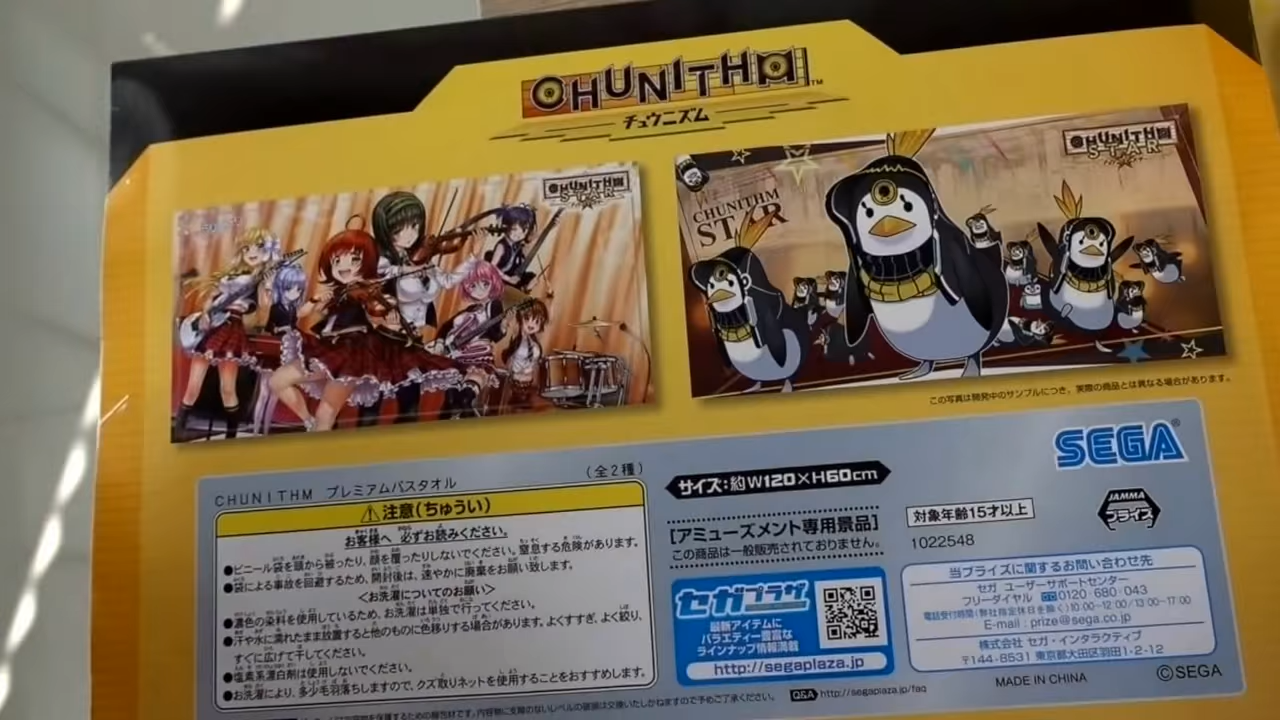 CHUNITHM™
チュウニズム
CHUNITHM
STAR
CHUNITHM
STAR
CHUNITHM
STAR
この写真は開発中のサンプルにつき、実際の商品とは異なる場合があります。
CHUNITHM プレミアムバスタオル
(全2種)
⚠注意(ちゅうい)
お客様へ 必ずお読みください。
●ビニール袋を頭から被ったり、顔を覆ったりしないでください。窒息する危険があります。
●袋による事故を回避するため、開封後は、速やかに廃棄をお願い致します。
<お洗濯についてのお願い>
●濃色の染料を使用しているため、お洗濯は単独で行ってください。
●汗や水に濡れたまま放置すると他のものに色移りする場合があります。よくすすぎ、よく絞り、
すぐに広げて干してください。
●塩素系漂白剤は使用しないでください。
●お洗濯により、多少毛羽落ちしますので、クズ取りネットを使用することをおすすめします。
サイズ:約W120×H60cm
[アミューズメント専用景品]
この商品は一般販売されておりません。
セガプラザ
最新アイテムに
バラエティー豊富な
ラインナップ情報満載
http://segaplaza.jp
Q&A http://segaplaza.jp/faq
SEGA®
対象年齢15才以上
JAMMA
プライズ
1022548
当プライズに関するお問い合わせ先
セガ ユーザーサポートセンター
フリーダイヤル 0120-680-043
電話受付時間(弊社指定休日を除く)10:00-12:00/13:00-17:00
E-mail:prize@sega.co.jp
株式会社 セガ・インタラクティブ
〒144-8531 東京都大田区羽田1-2-12
MADE IN CHINA
©SEGA